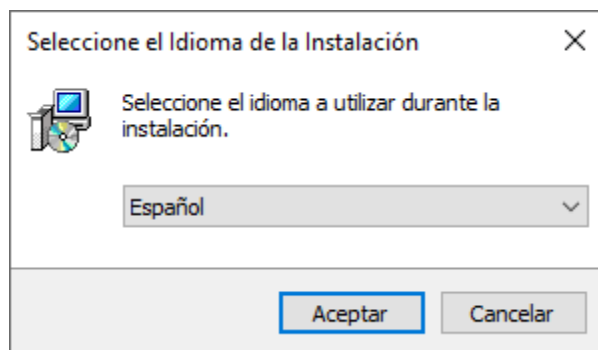 Seleccione el Idioma de la Instalación
Seleccione el idioma a utilizar durante la
instalación.
Español
Aceptar
Cancelar